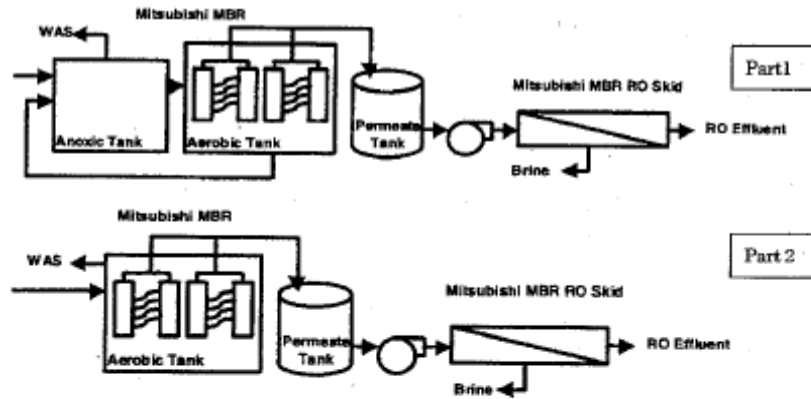 Mitsubishi MBR
WAS
Part1
Mitsubishi MBR RO Skid
Anoxic Tank
Aerobic Tank
Permeate
Tank
RO Effluent
Brine
Mitsubishi MBR
WAS
Part 2
Mitsubishi MBR RO Skid
Aerobic Tank
Permeate
Tank
RO Effluent
Brine